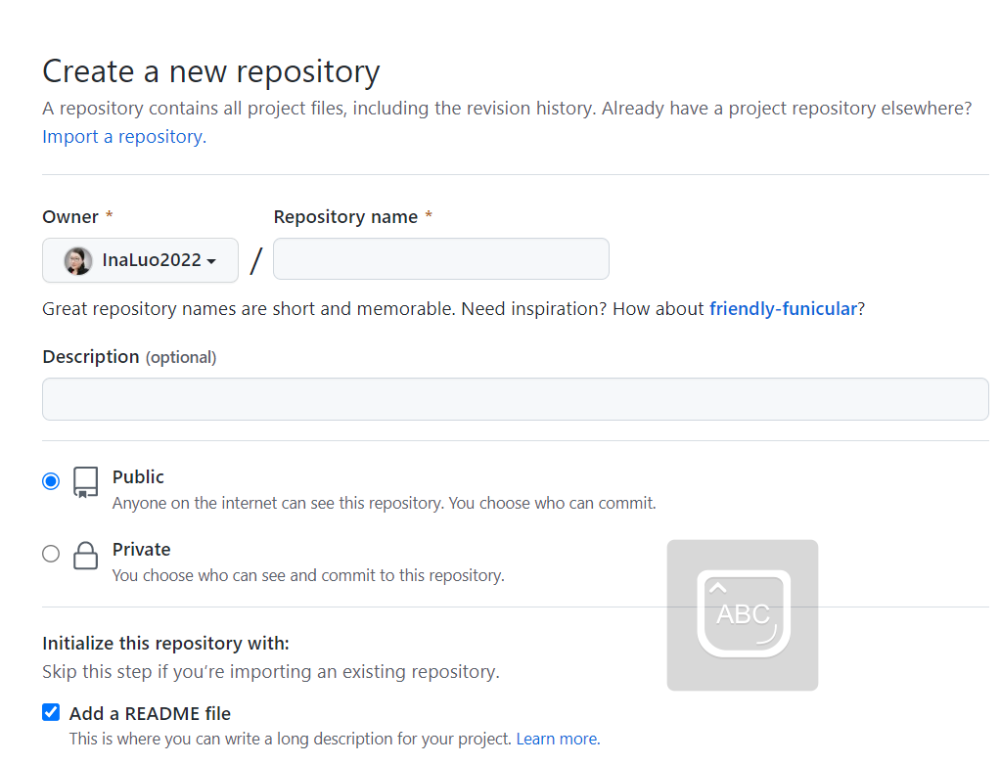 Create a new repository
A repository contains all project files, including the revision history. Already have a project repository elsewhere?
Import a repository.
Owner * Repository name *
InaLuo2022 /
Great repository names are short and memorable. Need inspiration? How about friendly-funicular?
Description (optional)
Public
Anyone on the internet can see this repository. You choose who can commit.
Private
You choose who can see and commit to this repository.
ABC
Initialize this repository with:
Skip this step if you’re importing an existing repository.
Add a README file
This is where you can write a long description for your project. Learn more.